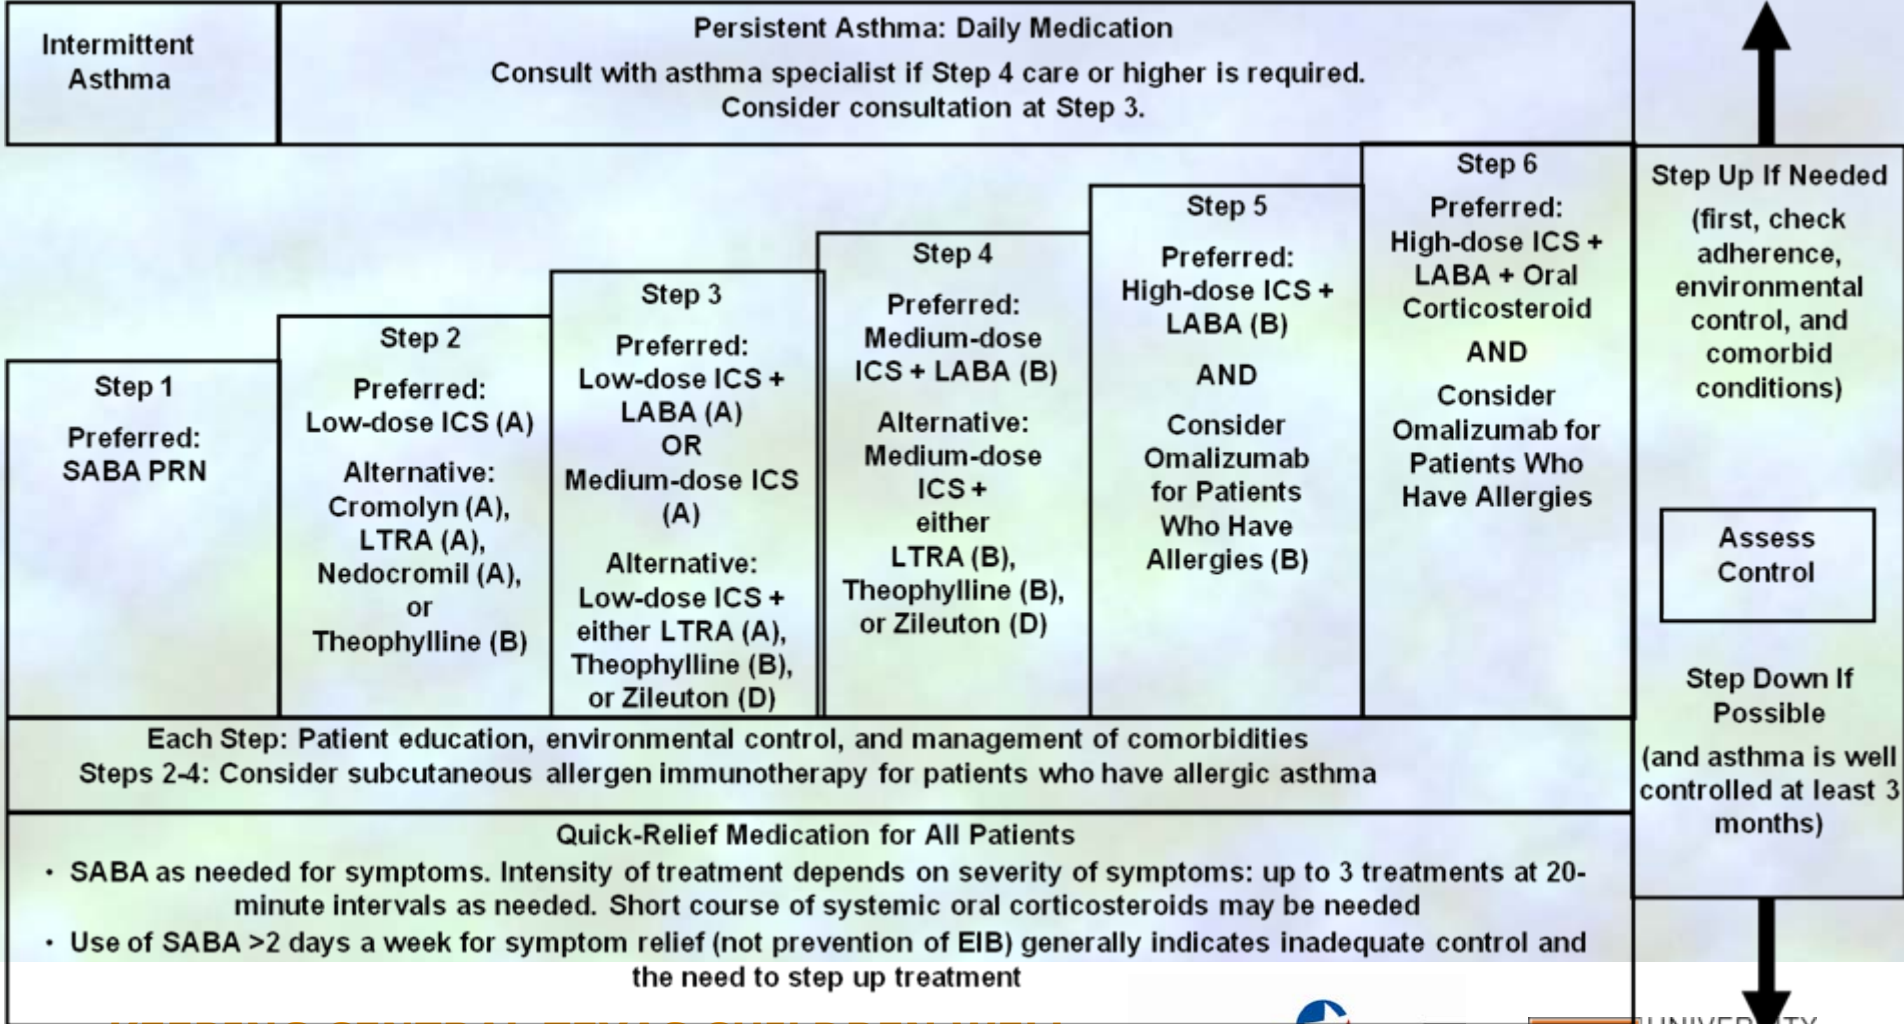 Intermittent
Asthma
Persistent Asthma: Daily Medication
Consult with asthma specialist if Step 4 care or higher is required.
Consider consultation at Step 3.
Step 1
Preferred:
SABA PRN
Step 2
Preferred:
Low-dose ICS (A)
Alternative:
Cromolyn (A),
LTRA (A),
Nedocromil (A),
or
Theophylline (B)
Step 3
Preferred:
Low-dose ICS +
LABA (A)
OR
Medium-dose ICS
(A)
Alternative:
Low-dose ICS +
either LTRA (A),
Theophylline (B),
or Zileuton (D)
Step 4
Preferred:
Medium-dose
ICS + LABA (B)
Alternative:
Medium-dose
ICS +
either
LTRA (B),
Theophylline (B),
or Zileuton (D)
Step 5
Preferred:
High-dose ICS +
LABA (B)
AND
Consider
Omalizumab
for Patients
Who Have
Allergies (B)
Step 6
Preferred:
High-dose ICS +
LABA + Oral
Corticosteroid
AND
Consider
Omalizumab for
Patients Who
Have Allergies
Step Up If Needed
(first, check
adherence,
environmental
control, and
comorbid
conditions)
Assess
Control
Step Down If
Possible
(and asthma is well
controlled at least 3
months)
Each Step: Patient education, environmental control, and management of comorbidities
Steps 2-4: Consider subcutaneous allergen immunotherapy for patients who have allergic asthma
Quick-Relief Medication for All Patients
• SABA as needed for symptoms. Intensity of treatment depends on severity of symptoms: up to 3 treatments at 20-
minute intervals as needed. Short course of systemic oral corticosteroids may be needed
• Use of SABA >2 days a week for symptom relief (not prevention of EIB) generally indicates inadequate control and
the need to step up treatment
KEEPING CENTRAL TEXAS CHILDREN WELL
UNIVERSITY